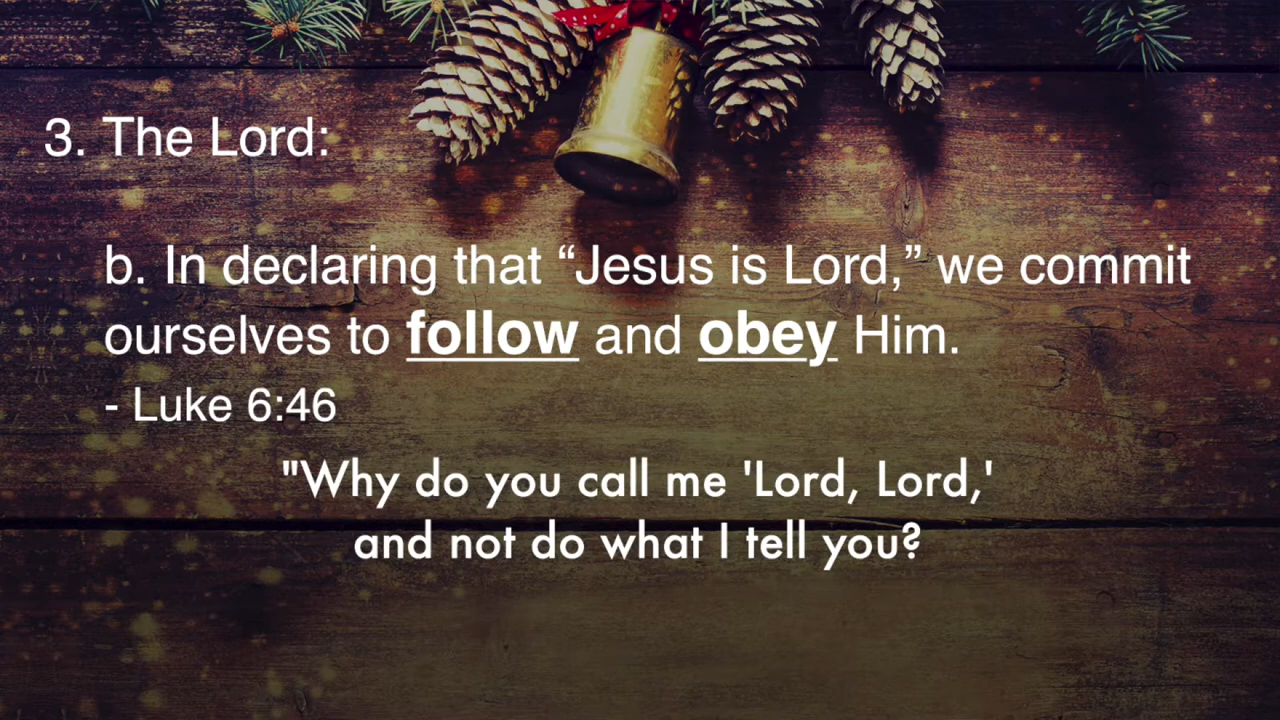 3. The Lord:
b. In declaring that “Jesus is Lord,” we commit
ourselves to follow and obey Him.
- Luke 6:46
"Why do you call me 'Lord, Lord,'
and not do what I tell you?